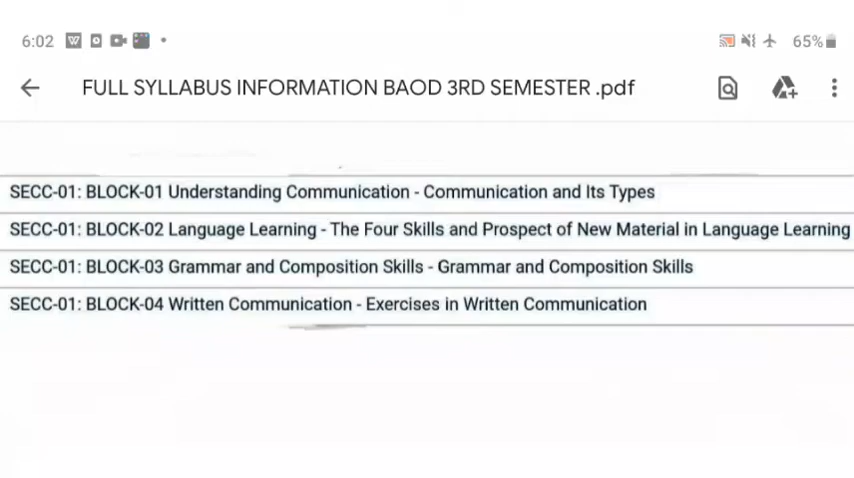 6:02
65%
FULL SYLLABUS INFORMATION BAOD 3RD SEMESTER .pdf
SECC-01: BLOCK-01 Understanding Communication - Communication and Its Types
SECC-01: BLOCK-02 Language Learning - The Four Skills and Prospect of New Material in Language Learning
SECC-01: BLOCK-03 Grammar and Composition Skills - Grammar and Composition Skills
SECC-01: BLOCK-04 Written Communication - Exercises in Written Communication